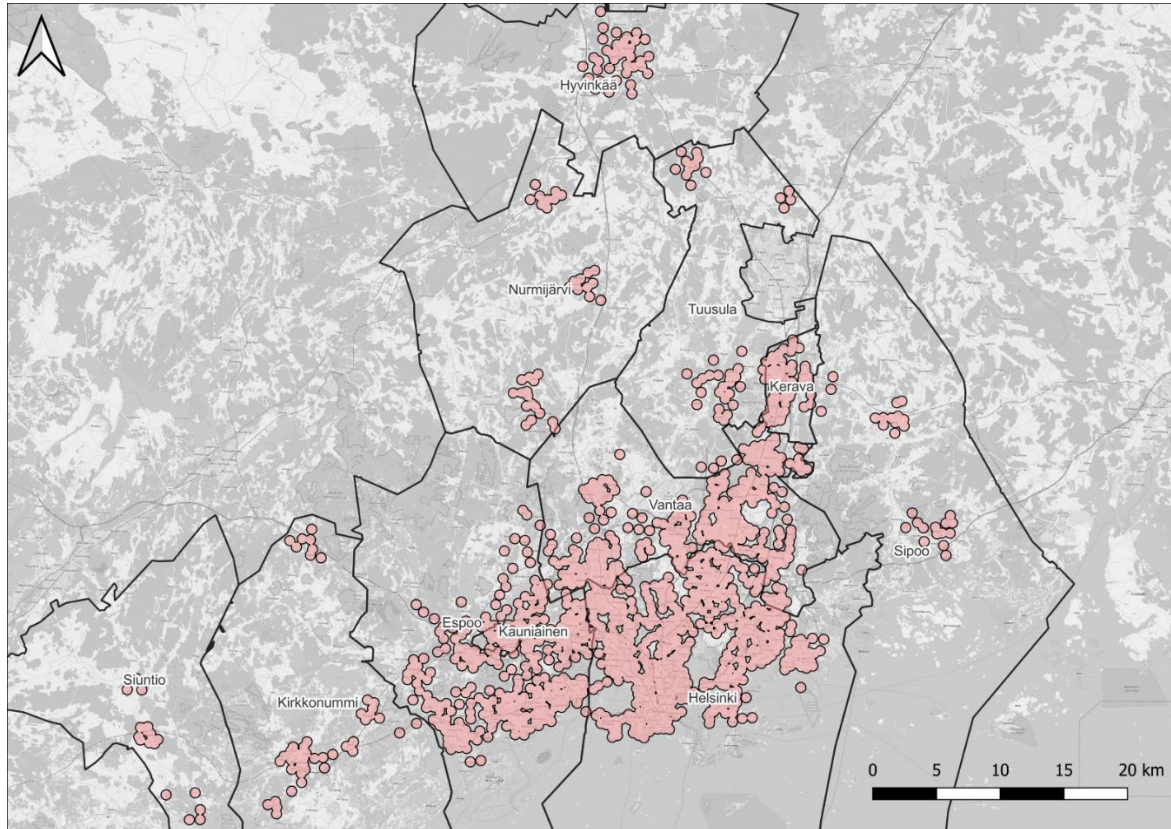 Hyvinkää
Nurmijärvi
Tuusula
Kerava
Vantaa
Sipoo
Espoo
Kauniainen
Siuntio
Kirkkonummi
Helsinki
0 5 10 15 20 km